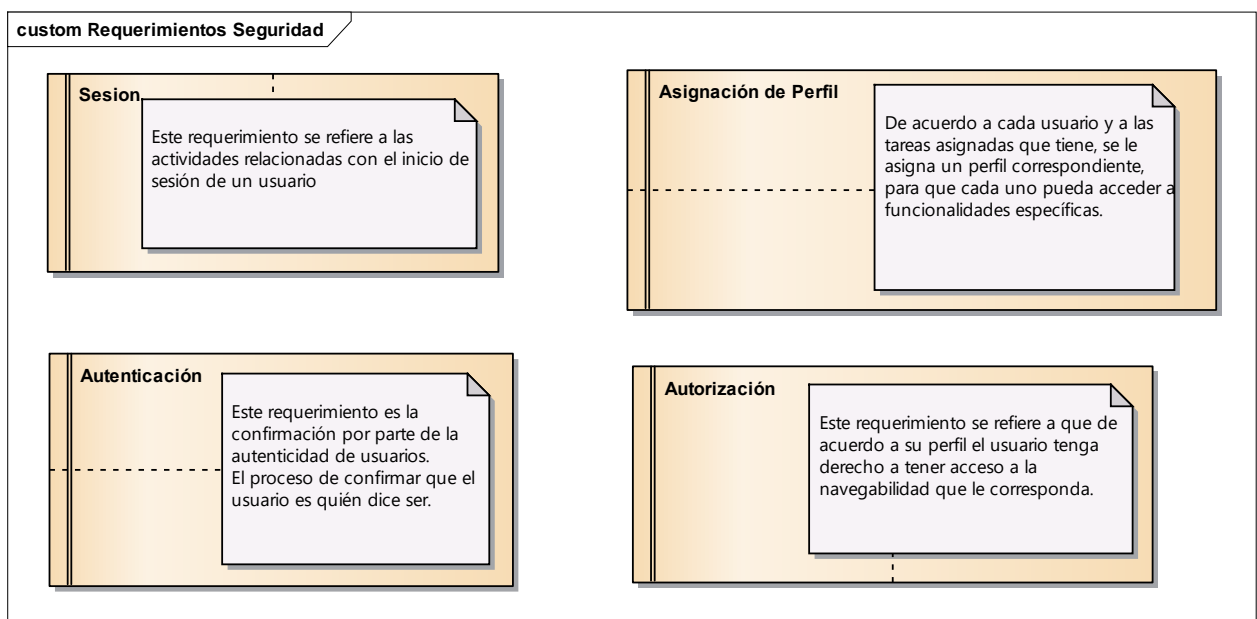 custom Requerimientos Seguridad
Sesion
Este requerimiento se refiere a las
actividades relacionadas con el inicio de
sesión de un usuario
Asignación de Perfil
De acuerdo a cada usuario y a las
tareas asignadas que tiene, se le
asigna un perfil correspondiente,
para que cada uno pueda acceder a
funcionalidades específicas.
Autenticación
Este requerimiento es la
confirmación por parte de la
autenticidad de usuarios.
El proceso de confirmar que el
usuario es quién dice ser.
Autorización
Este requerimiento se refiere a que de
acuerdo a su perfil el usuario tenga
derecho a tener acceso a la
navegabilidad que le corresponda.